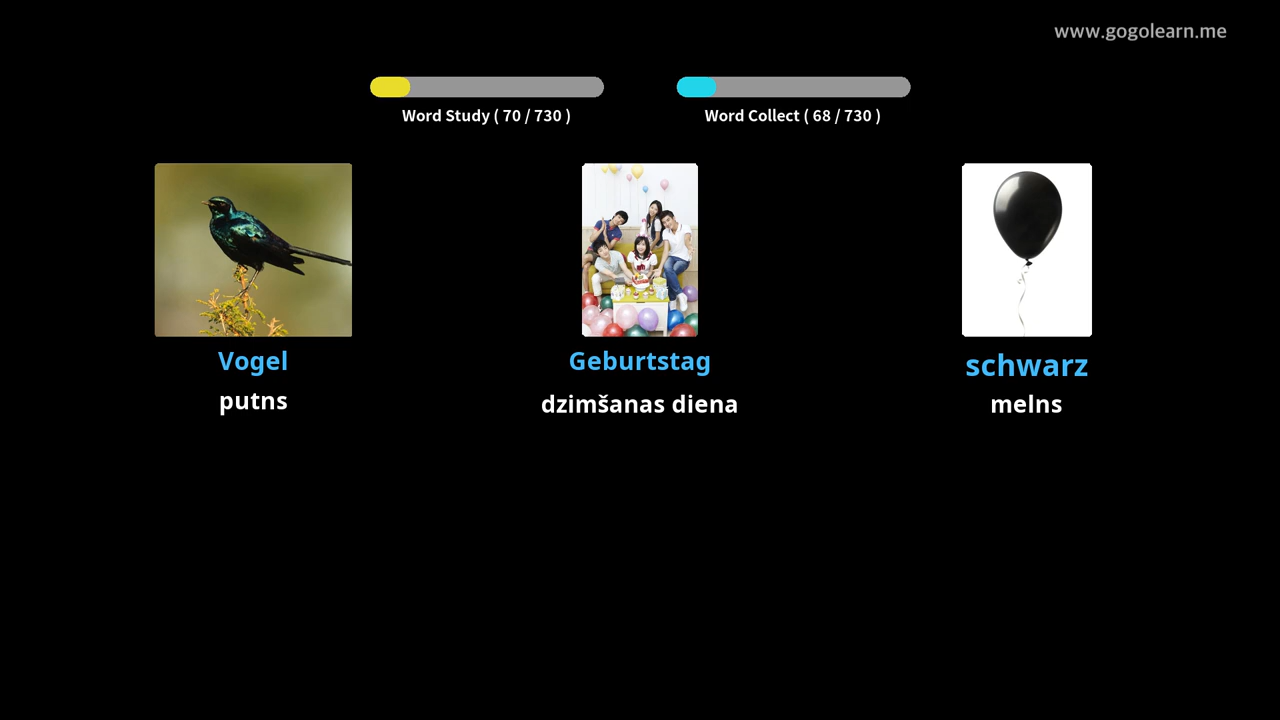 www.gogolearn.me
Word Study ( 70 / 730 )
Word Collect ( 68 / 730 )
Vogel
Geburtstag
schwarz
putns
dzimšanas diena
melns